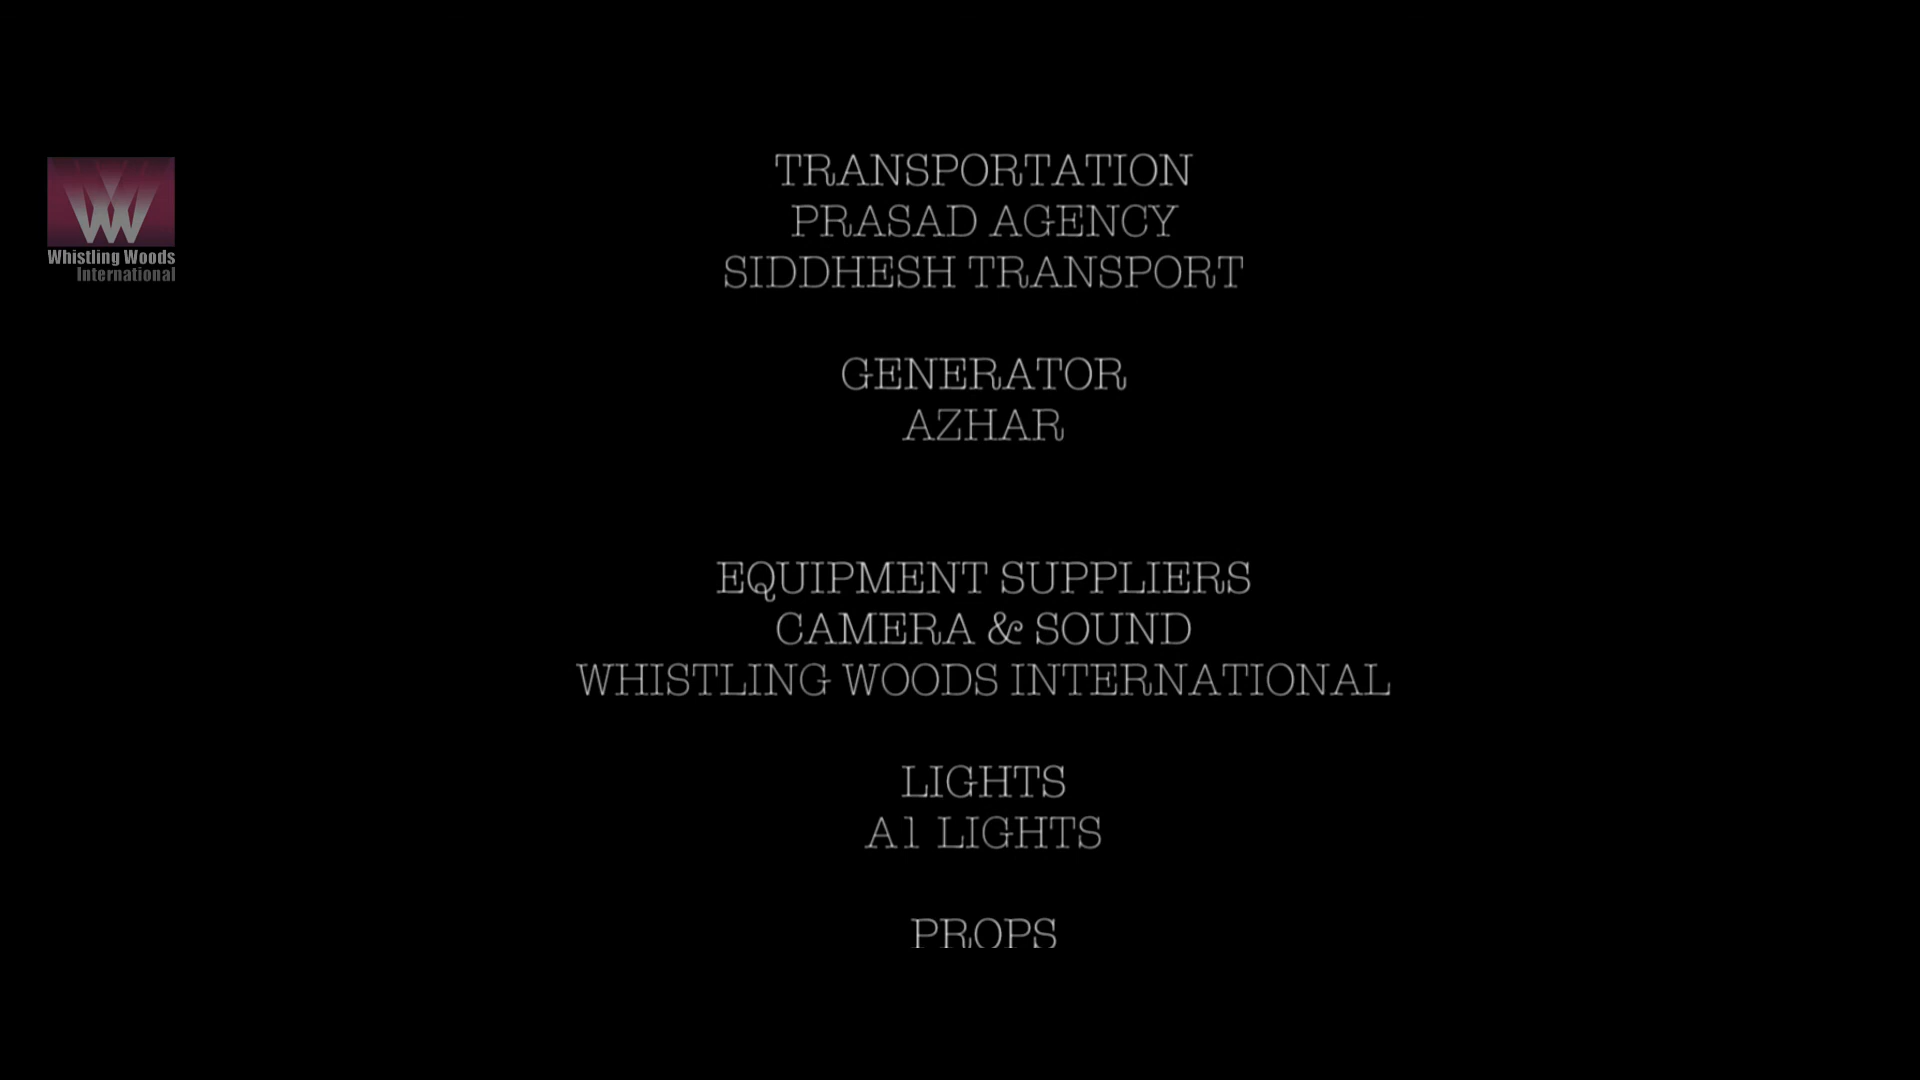 Whistling Woods
International
TRANSPORTATION
PRASAD AGENCY
SIDDHESH TRANSPORT
GENERATOR
AZHAR
EQUIPMENT SUPPLIERS
CAMERA & SOUND
WHISTLING WOODS INTERNATIONAL
LIGHTS
A1 LIGHTS
PROPS